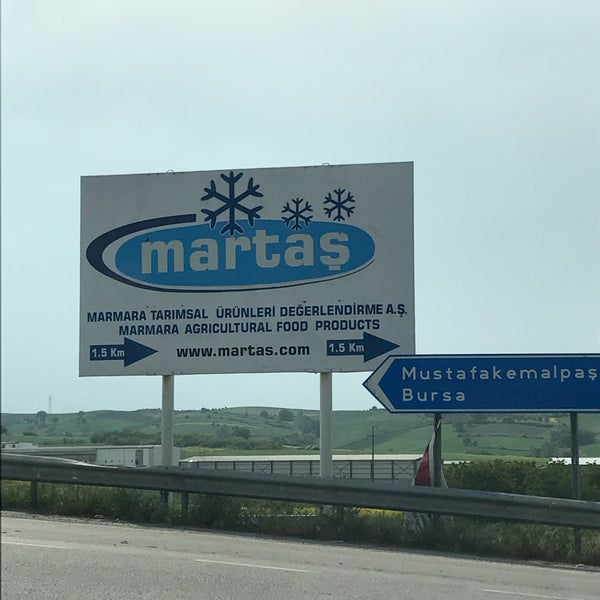 martaş
MARMARA TARIMSAL ÜRÜNLERİ DEĞERLENDİRME A.Ş.
MARMARA AGRICULTURAL FOOD PRODUCTS
1.5 Km www.martas.com 1.5 Km
Mustafakemalpaş
Bursa